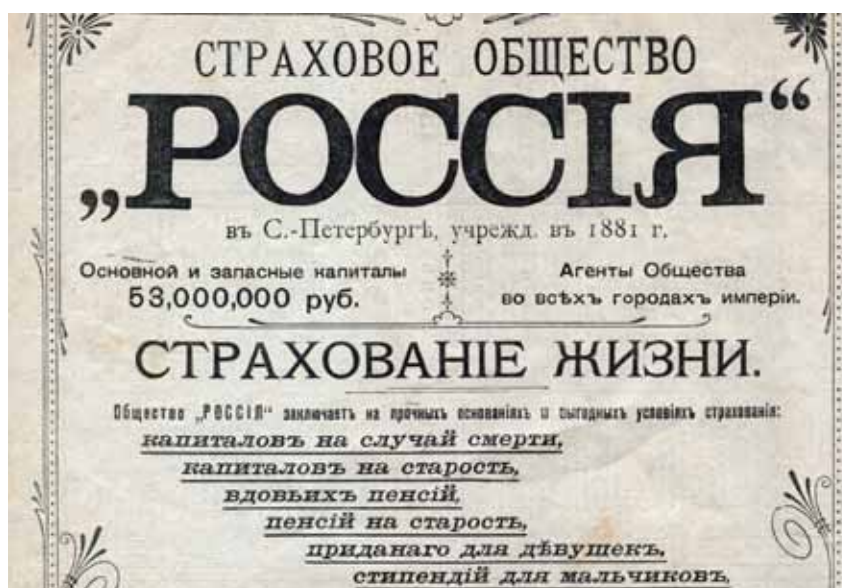 СТРАХОВОЕ ОБЩЕСТВО
„РОССІЯ“
въ С.-Петербургѣ, учрежд. въ 1881 г.
Основной и запасные капиталы
53,000,000 руб.
Агенты Общества
во всѣхъ городахъ имперіи.
СТРАХОВАНІЕ ЖИЗНИ.
Общество „РОССІЯ“ заключаетъ на прочныхъ основаніяхъ и выгодныхъ условіяхъ страхованія:
капиталовъ на случай смерти,
капиталовъ на старость,
вдовьихъ пенсій,
пенсій на старость,
приданаго для дѣвушекъ,
стипендій для мальчиковъ,